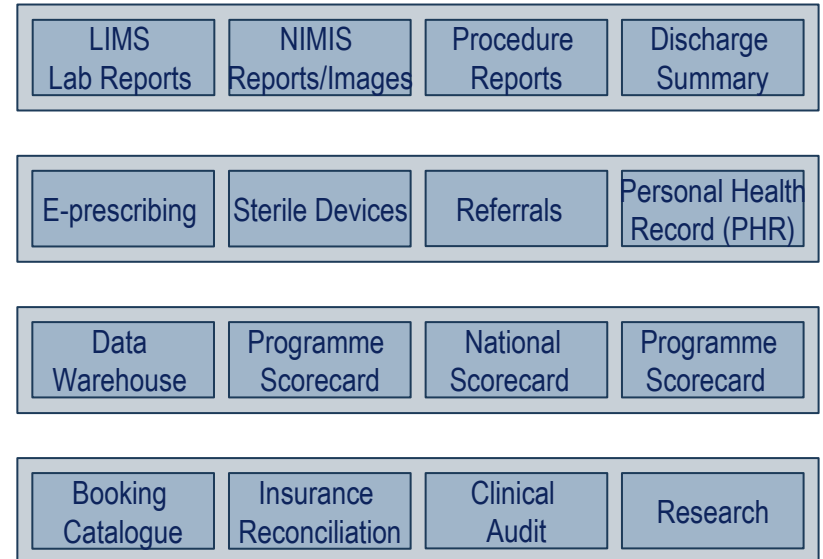 LIMS
Lab Reports
NIMIS
Reports/Images
Procedure
Reports
Discharge
Summary
E-prescribing
Sterile Devices
Referrals
Personal Health
Record (PHR)
Data
Warehouse
Programme
Scorecard
National
Scorecard
Programme
Scorecard
Booking
Catalogue
Insurance
Reconciliation
Clinical
Audit
Research